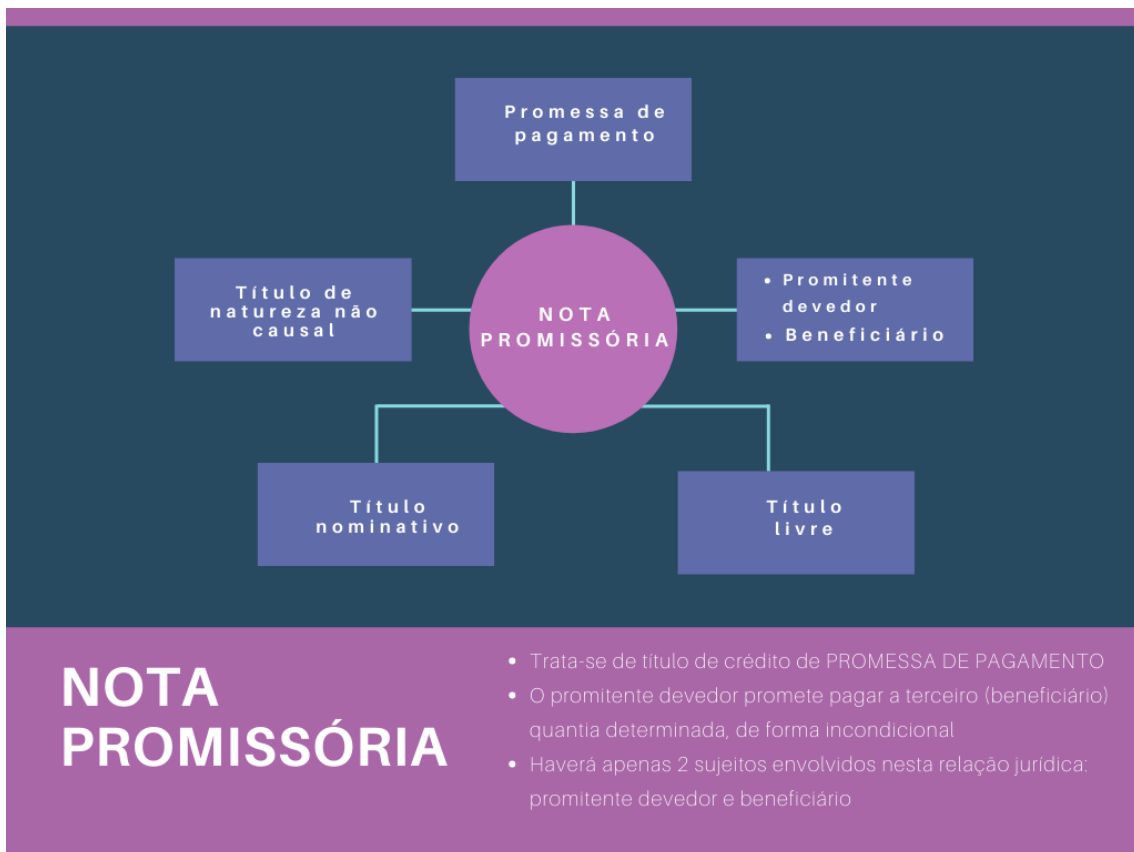 Promessa de
pagamento
Título de
natureza não
causal
NOTA
PROMISSÓRIA
• Promitente
devedor
• Beneficiário
Título
nominativo
Título
livre
NOTA
PROMISSÓRIA
• Trata-se de título de crédito de PROMESSA DE PAGAMENTO
• O promitente devedor promete pagar a terceiro (beneficiário)
quantia determinada, de forma incondicional
• Haverá apenas 2 sujeitos envolvidos nesta relação jurídica:
promitente devedor e beneficiário